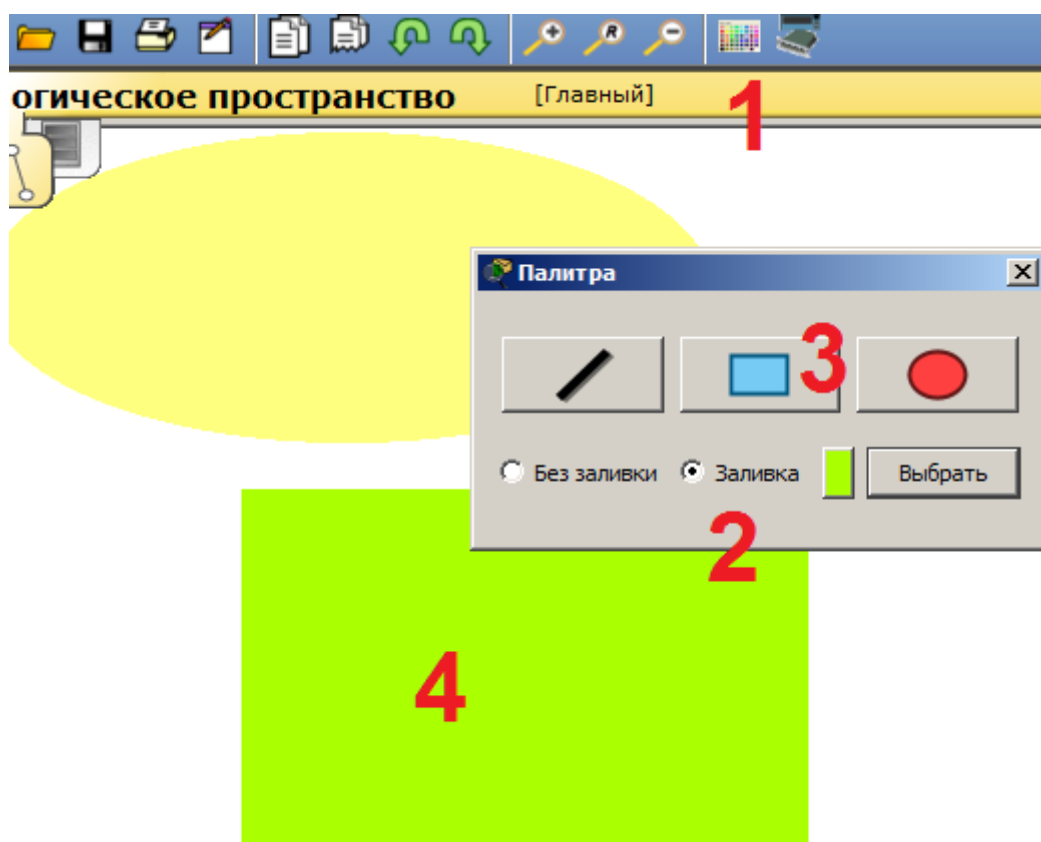 R
огическое пространство [Главный]
1
Палитра
3
Без заливки Заливка Выбрать
2
4